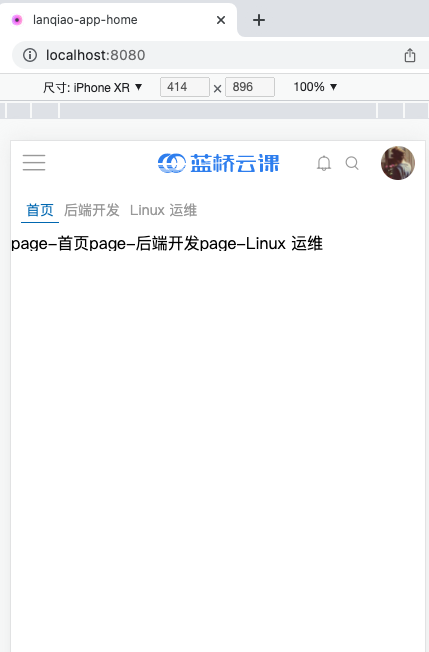 lanqiao-app-home
localhost:8080
尺寸: iPhone XR ▼ 414 × 896 100% ▼
蓝桥云课
首页 后端开发 Linux 运维
page-首页page-后端开发page-Linux 运维